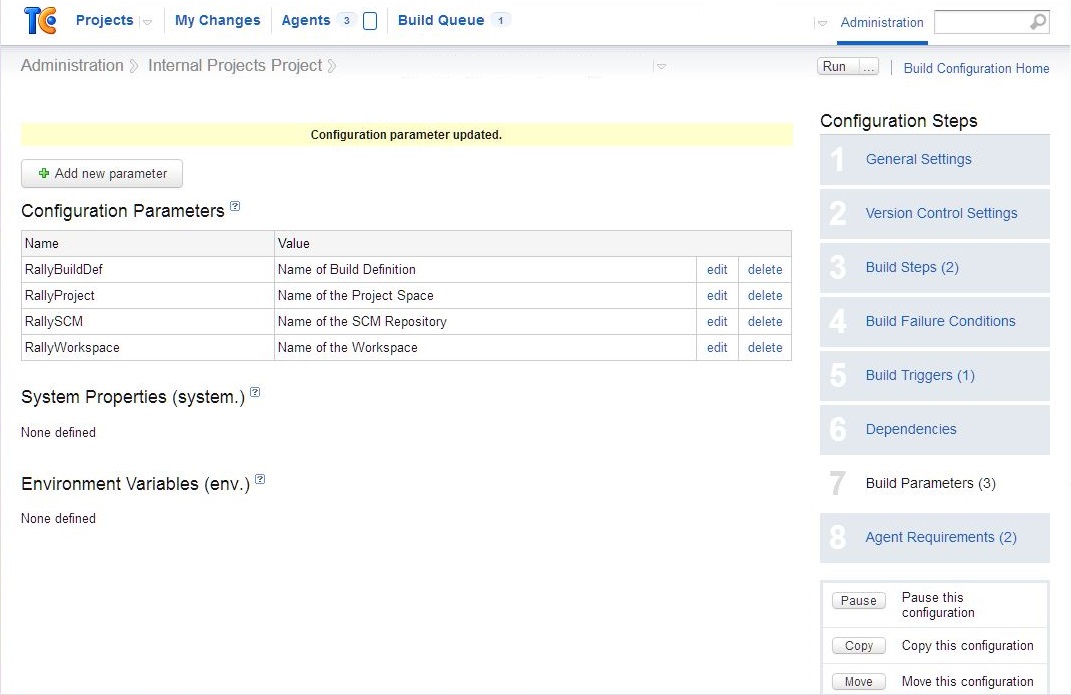 TC Projects My Changes Agents 3 Build Queue 1 Administration
Administration Internal Projects Project Run ... Build Configuration Home
Configuration parameter updated.
Add new parameter
Configuration Parameters ?
Name Value
RallyBuildDef Name of Build Definition edit delete
RallyProject Name of the Project Space edit delete
RallySCM Name of the SCM Repository edit delete
RallyWorkspace Name of the Workspace edit delete
System Properties (system.) ?
None defined
Environment Variables (env.) ?
None defined
Configuration Steps
1 General Settings
2 Version Control Settings
3 Build Steps (2)
4 Build Failure Conditions
5 Build Triggers (1)
6 Dependencies
7 Build Parameters (3)
8 Agent Requirements (2)
Pause Pause this
configuration
Copy Copy this configuration
Move Move this configuration